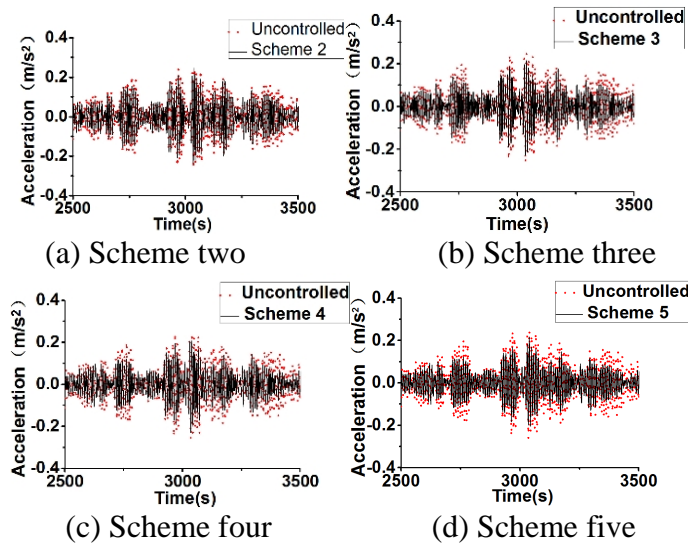 Uncontrolled
Scheme 2
Acceleration (m/s²)
0.4
0.2
0.0
-0.2
-0.4
2500 3000 3500
Time(s)
(a) Scheme two
Uncontrolled
Scheme 3
Acceleration (m/s²)
0.4
0.2
0.0
-0.2
-0.4
2500 3000 3500
Time(s)
(b) Scheme three
Uncontrolled
Scheme 4
Acceleration (m/s²)
0.4
0.2
0.0
-0.2
-0.4
2500 3000 3500
Time(s)
(c) Scheme four
Uncontrolled
Scheme 5
Acceleration (m/s²)
0.4
0.2
0.0
-0.2
-0.4
2500 3000 3500
Time(s)
(d) Scheme five